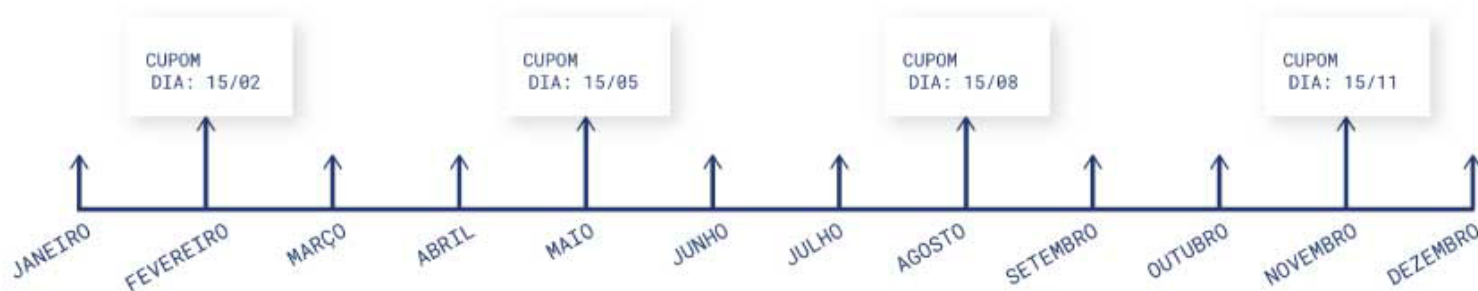 CUPOM
DIA: 15/02
CUPOM
DIA: 15/05
CUPOM
DIA: 15/08
CUPOM
DIA: 15/11
JANEIRO
FEVEREIRO
MARÇO
ABRIL
MAIO
JUNHO
JULHO
AGOSTO
SETEMBRO
OUTUBRO
NOVEMBRO
DEZEMBRO